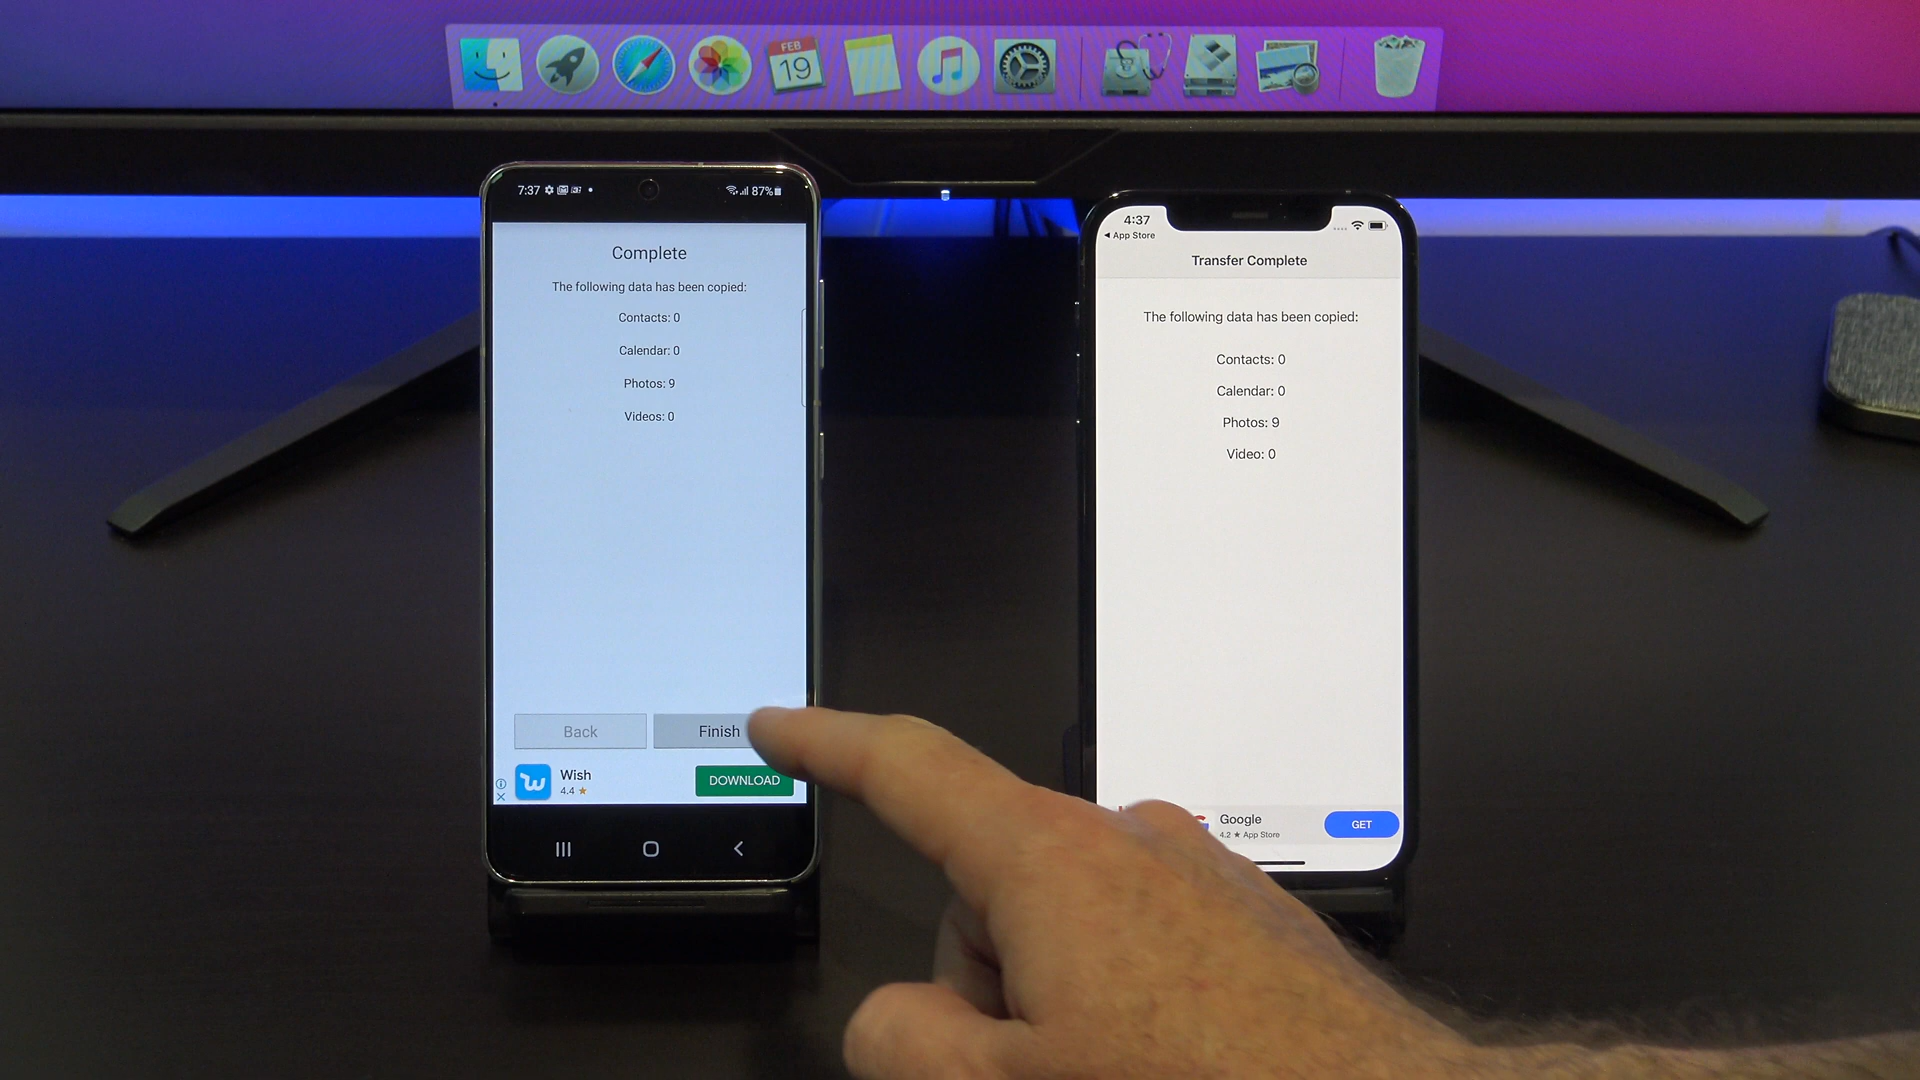 FEB
19
7:37
87%
Complete
The following data has been copied:
Contacts: 0
Calendar: 0
Photos: 9
Videos: 0
Back
Finish
Wish
4.4 ★
DOWNLOAD
4:37
◀ App Store
Transfer Complete
The following data has been copied:
Contacts: 0
Calendar: 0
Photos: 9
Video: 0
Google
4.2 ★ App Store
GET